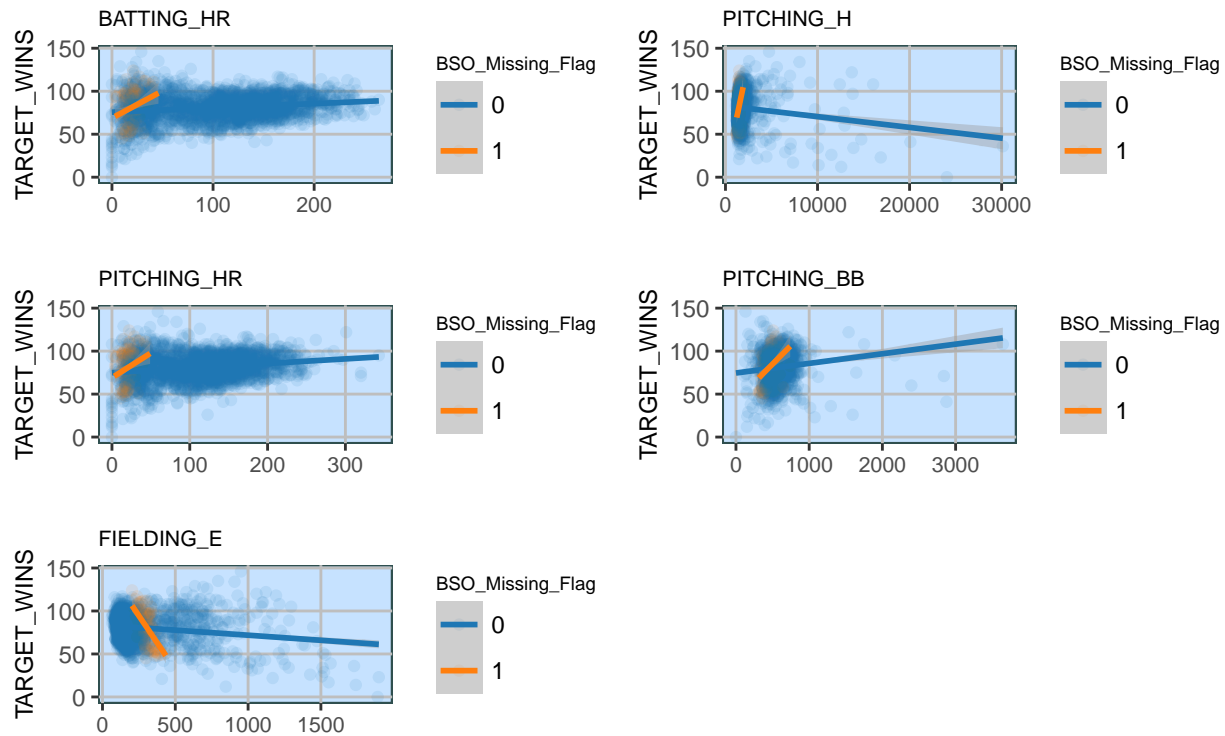 BATTING_HR
TARGET_WINS
150
100
50
0
0 100 200
BSO_Missing_Flag
0
1
PITCHING_H
TARGET_WINS
150
100
50
0
0 10000 20000 30000
BSO_Missing_Flag
0
1
PITCHING_HR
TARGET_WINS
150
100
50
0
0 100 200 300
BSO_Missing_Flag
0
1
PITCHING_BB
TARGET_WINS
150
100
50
0
0 1000 2000 3000
BSO_Missing_Flag
0
1
FIELDING_E
TARGET_WINS
150
100
50
0
0 500 1000 1500
BSO_Missing_Flag
0
1